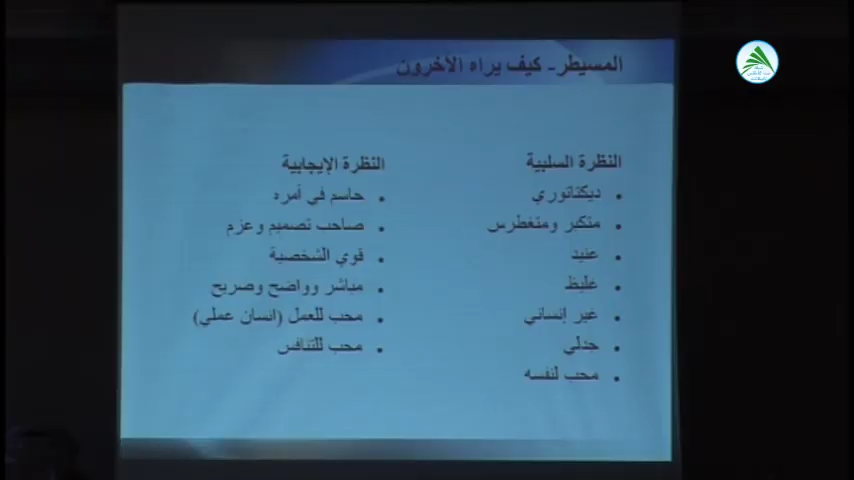 المسيطر- كيف يراه الآخرون
النظرة السلبية
ديكتاتوري
متكبر ومتغطرس
عنيد
غليظ
غير إنساني
جدلي
محب لنفسه
النظرة الإيجابية
حاسم في أمره
صاحب تصميم وعزم
قوي الشخصية
مباشر وواضح وصريح
محب للعمل (انسان عملي)
محب للتنافس